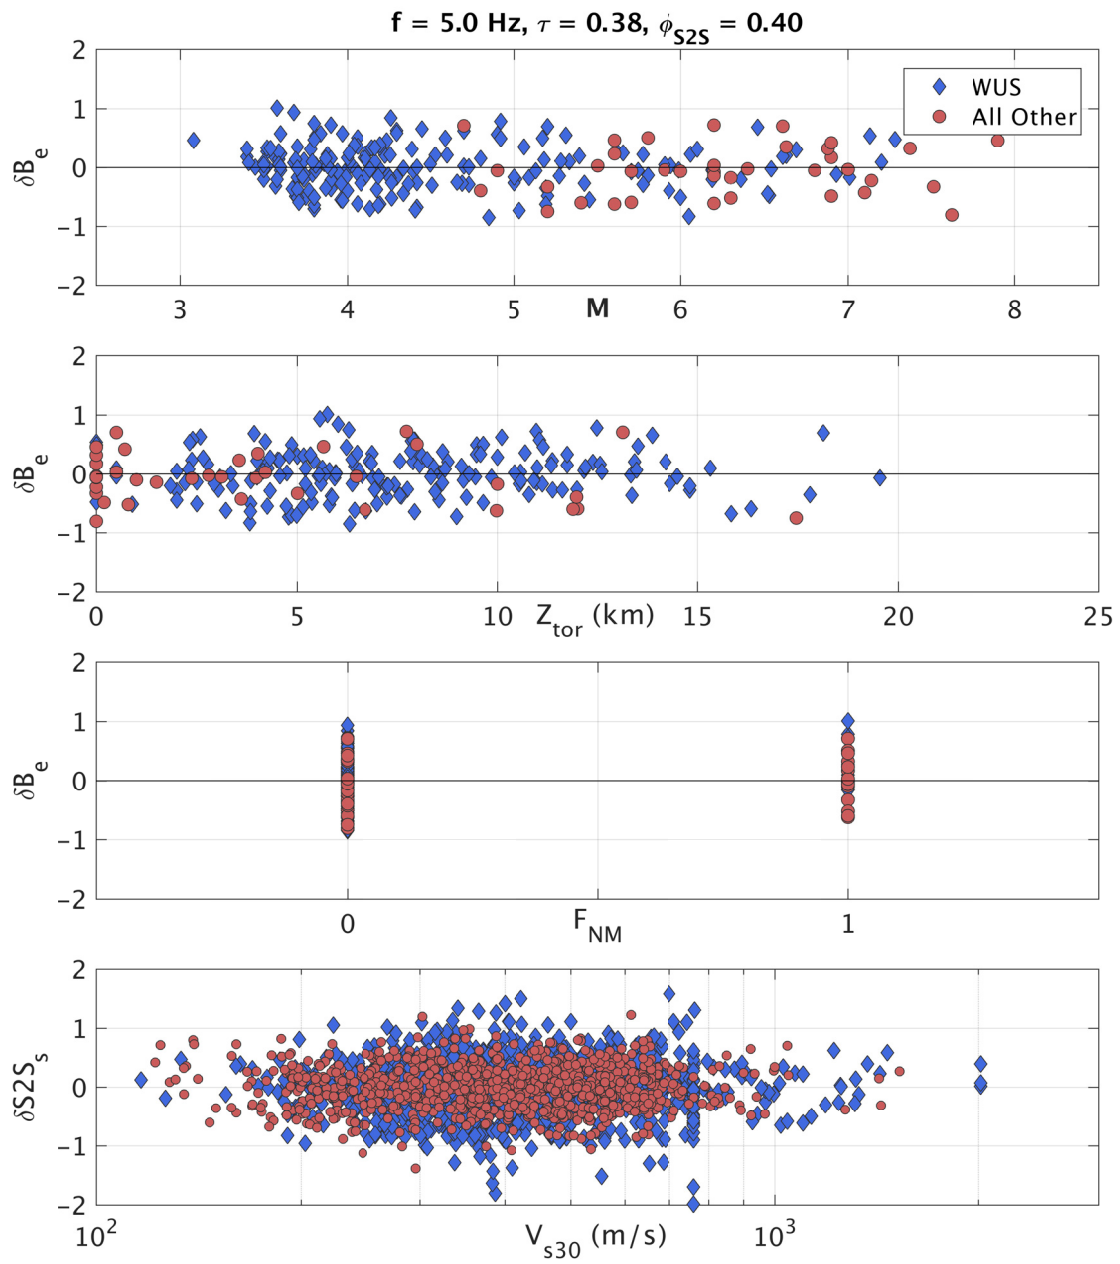 f = 5.0 Hz, τ = 0.38, ϕS2S = 0.40
2
1
0
−1
−2
δBe
WUS
All Other
3 4 5 6 7 8
M
2
1
0
−1
−2
δBe
0 5 10 15 20 25
Ztor (km)
2
1
0
−1
−2
δBe
0 1
FNM
2
1
0
−1
−2
δS2Ss
10² 10³
Vs30 (m/s)